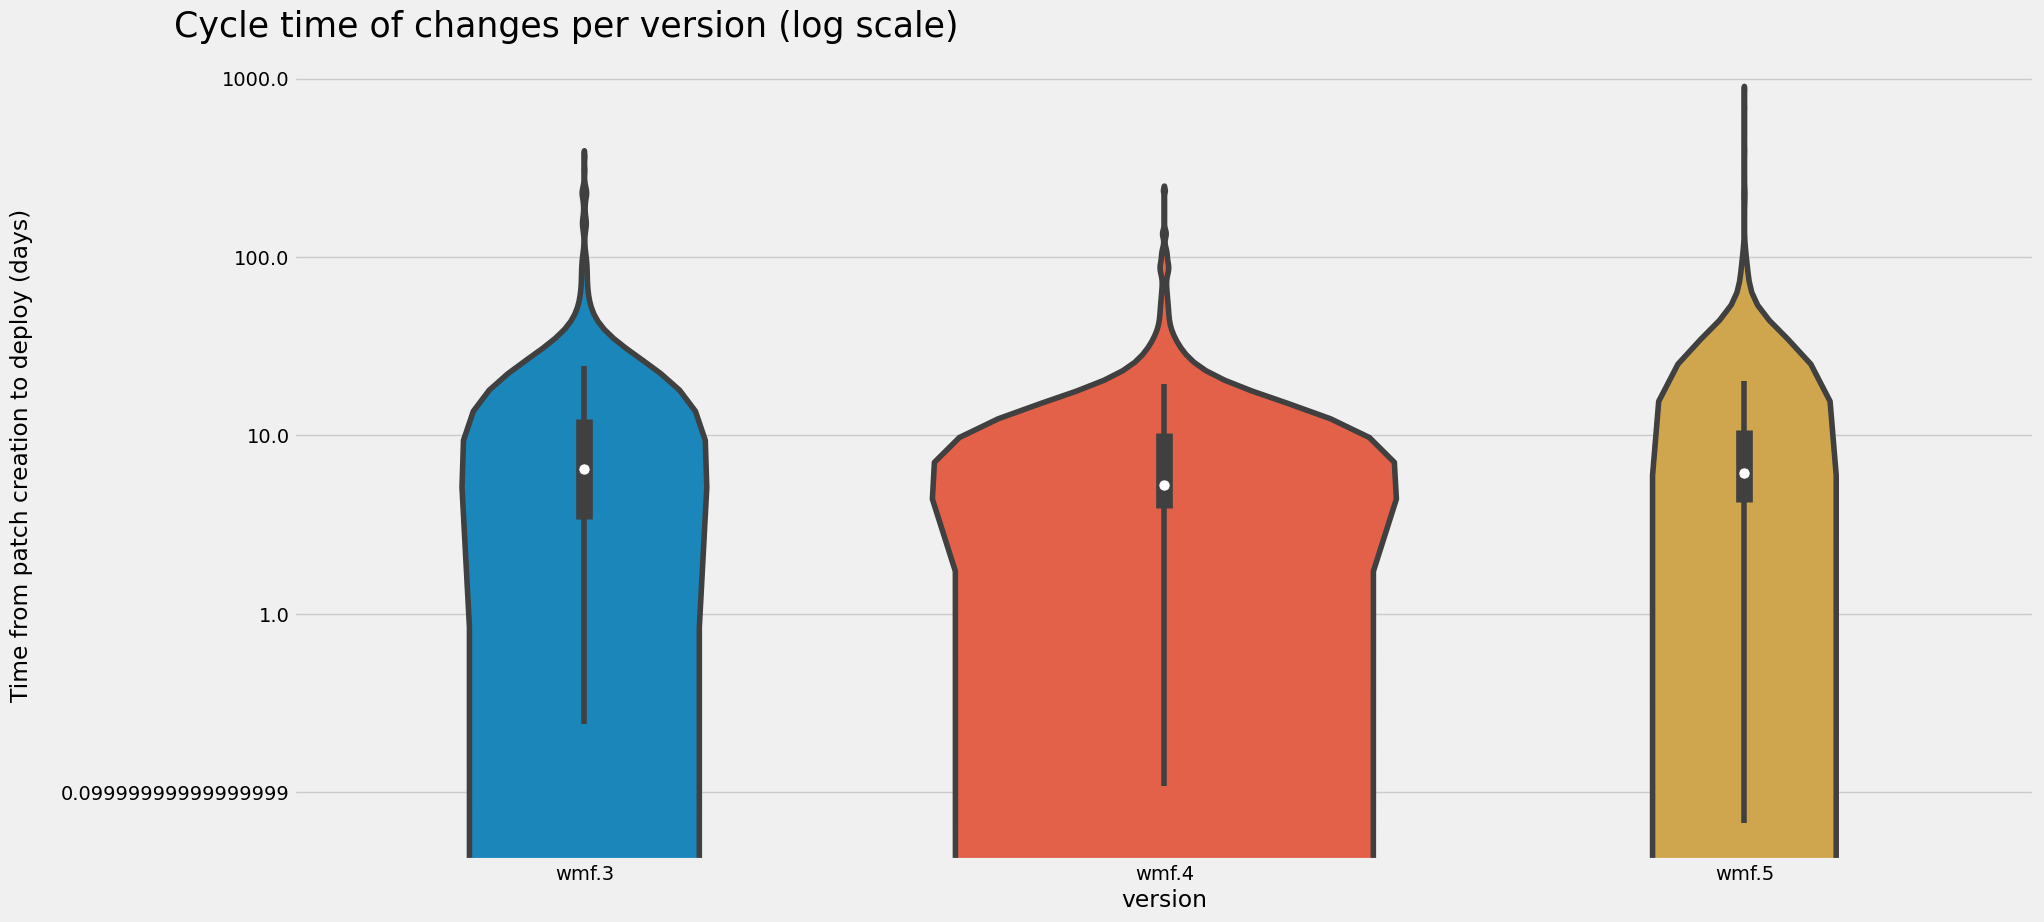 Cycle time of changes per version (log scale)
Time from patch creation to deploy (days)
1000.0
100.0
10.0
1.0
0.09999999999999999
wmf.3
wmf.4
wmf.5
version